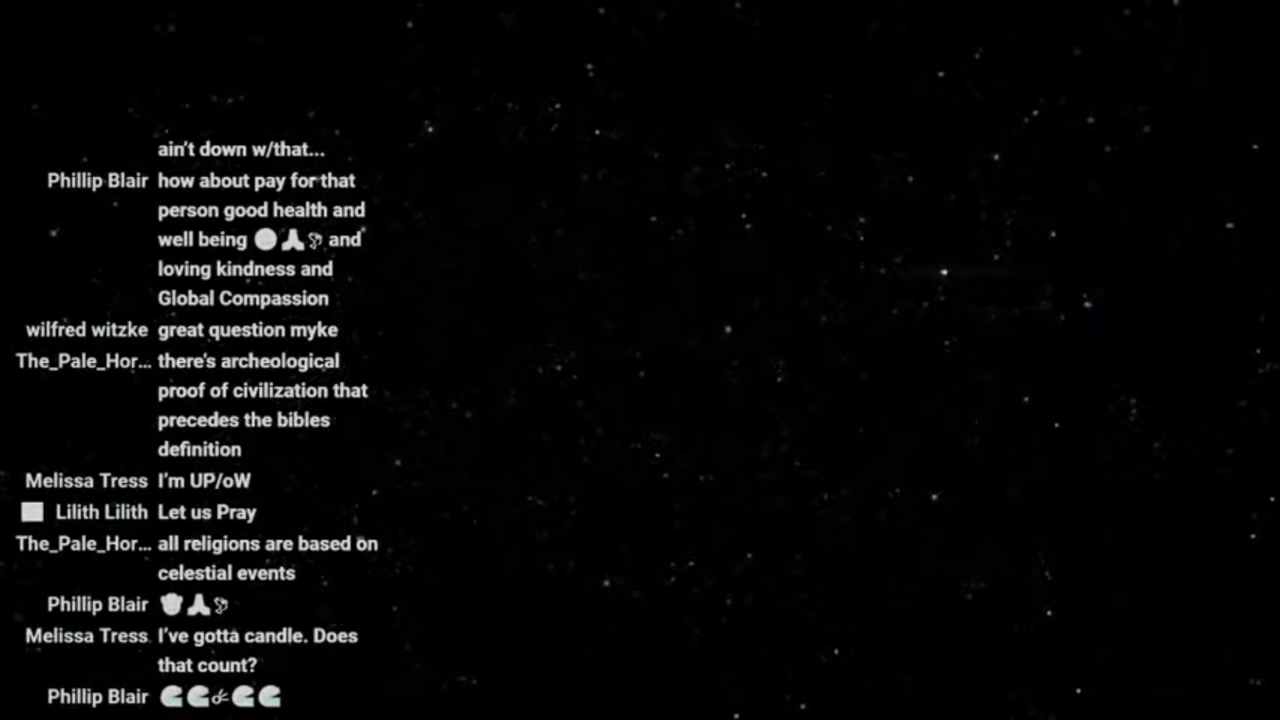 ain't down w/that...
Phillip Blair how about pay for that
person good health and
well being and
loving kindness and
Global Compassion
wilfred witzke great question myke
The_Pale_Hor... there's archeological
proof of civilization that
precedes the bibles
definition
Melissa Tress I'm UP/oW
Lilith Lilith Let us Pray
The_Pale_Hor... all religions are based on
celestial events
Phillip Blair
Melissa Tress I've gotta candle. Does
that count?
Phillip Blair